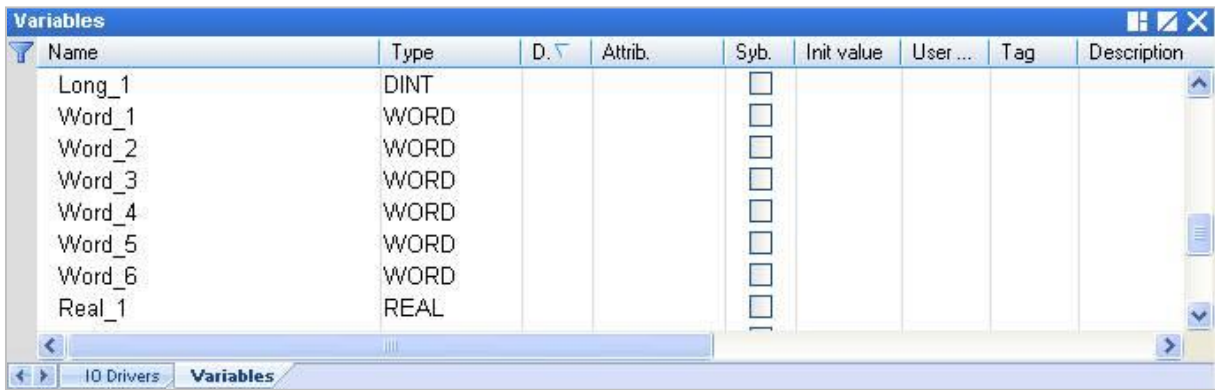 Variables
Name Type D. Attrib. Syb. Init value User ... Tag Description
Long_1 DINT
Word_1 WORD
Word_2 WORD
Word_3 WORD
Word_4 WORD
Word_5 WORD
Word_6 WORD
Real_1 REAL
IO Drivers Variables